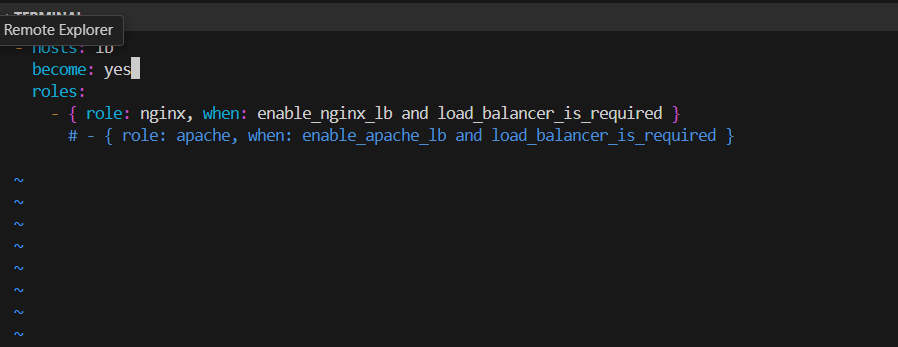 TERMINAL
Remote Explorer
- hosts: lb
become: yes
roles:
- { role: nginx, when: enable_nginx_lb and load_balancer_is_required }
# - { role: apache, when: enable_apache_lb and load_balancer_is_required }
~
~
~
~
~
~
~
~